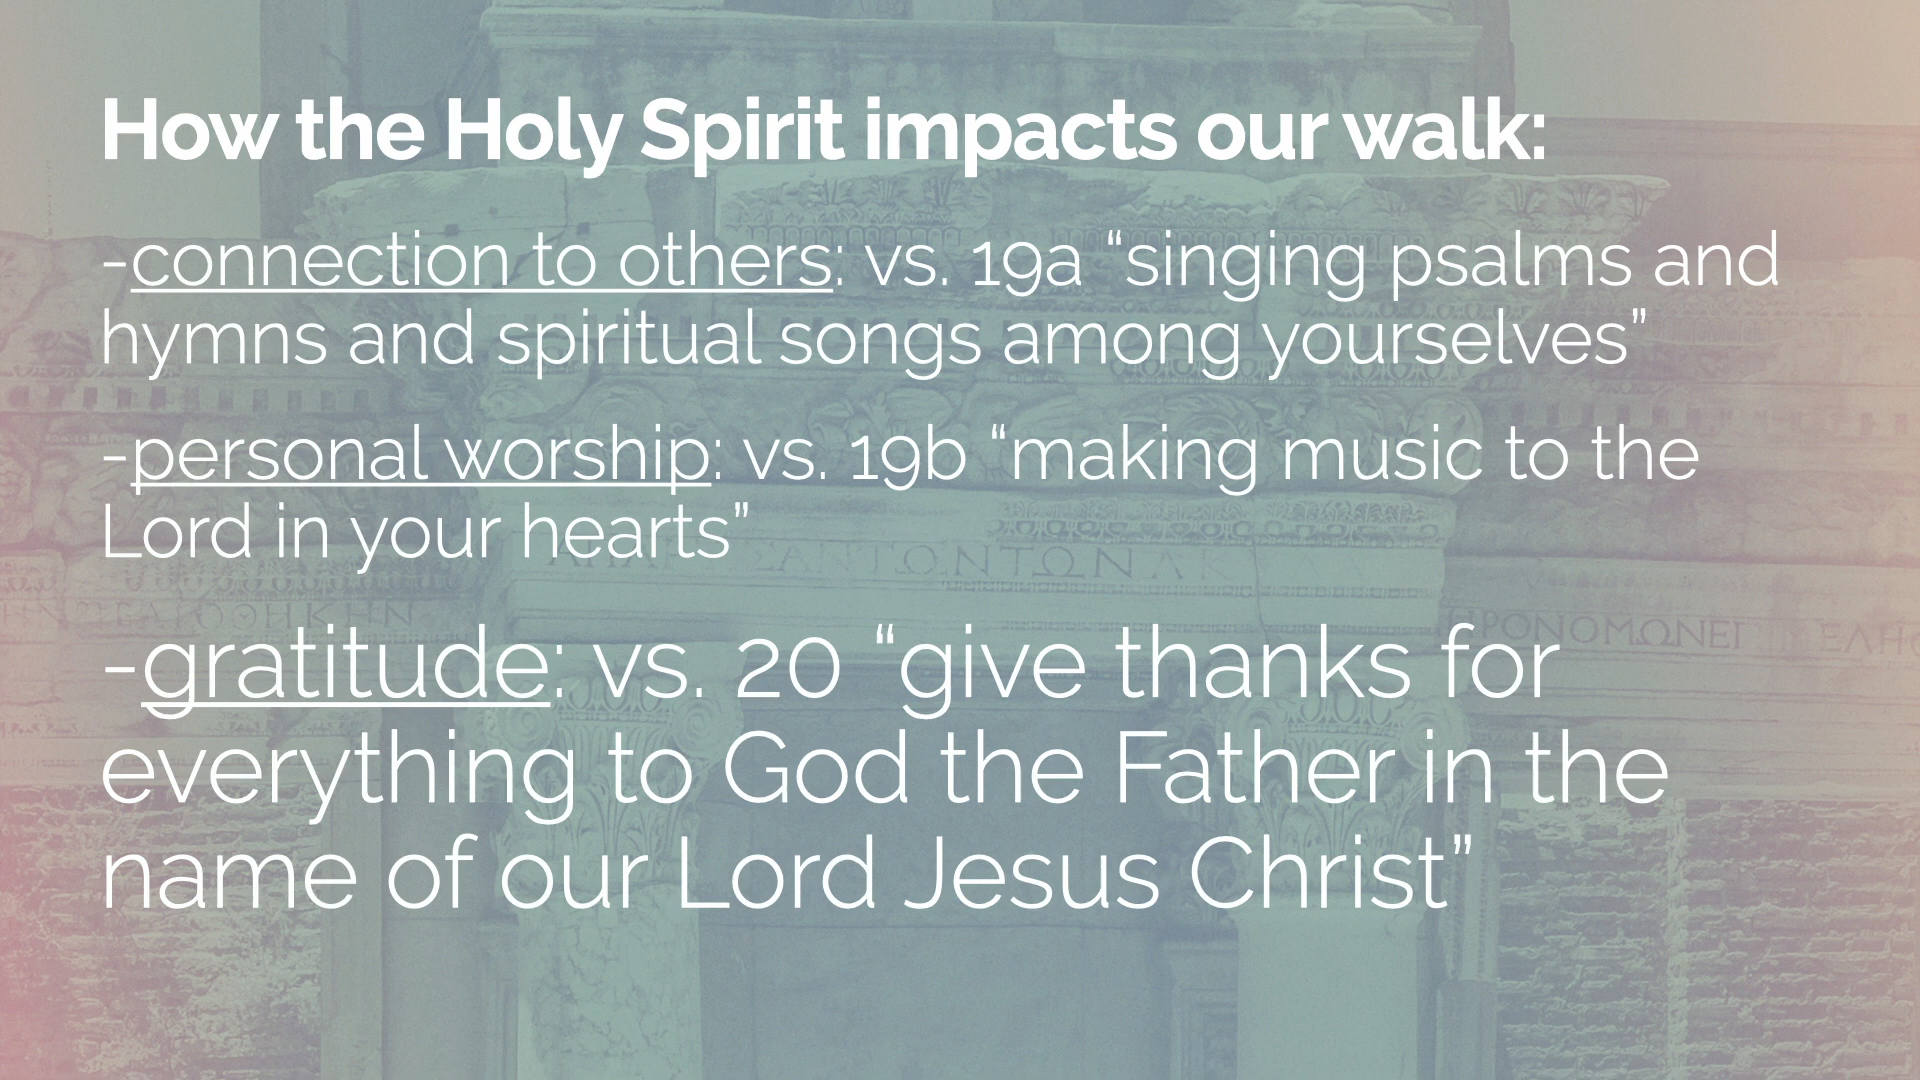 How the Holy Spirit impacts our walk:
-connection to others: vs. 19a “singing psalms and
hymns and spiritual songs among yourselves”
-personal worship: vs. 19b “making music to the
Lord in your hearts”
ΑΝΤΩΝΤΩΝΑΚ
-gratitude: vs. 20 “give thanks for
everything to God the Father in the
name of our Lord Jesus Christ”